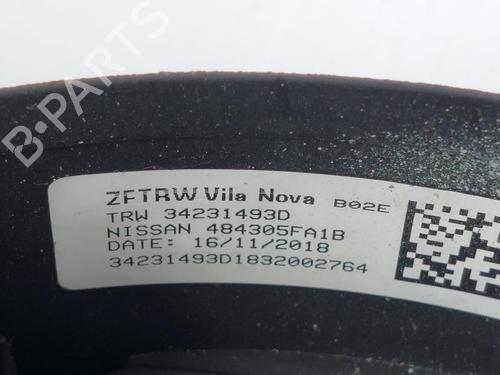 B-PARTS
ZFTRW Vila Nova B02E
TRW 34231493D
NISSAN 484305FA1B
DATE: 16/11/2018
34231493D1832002764